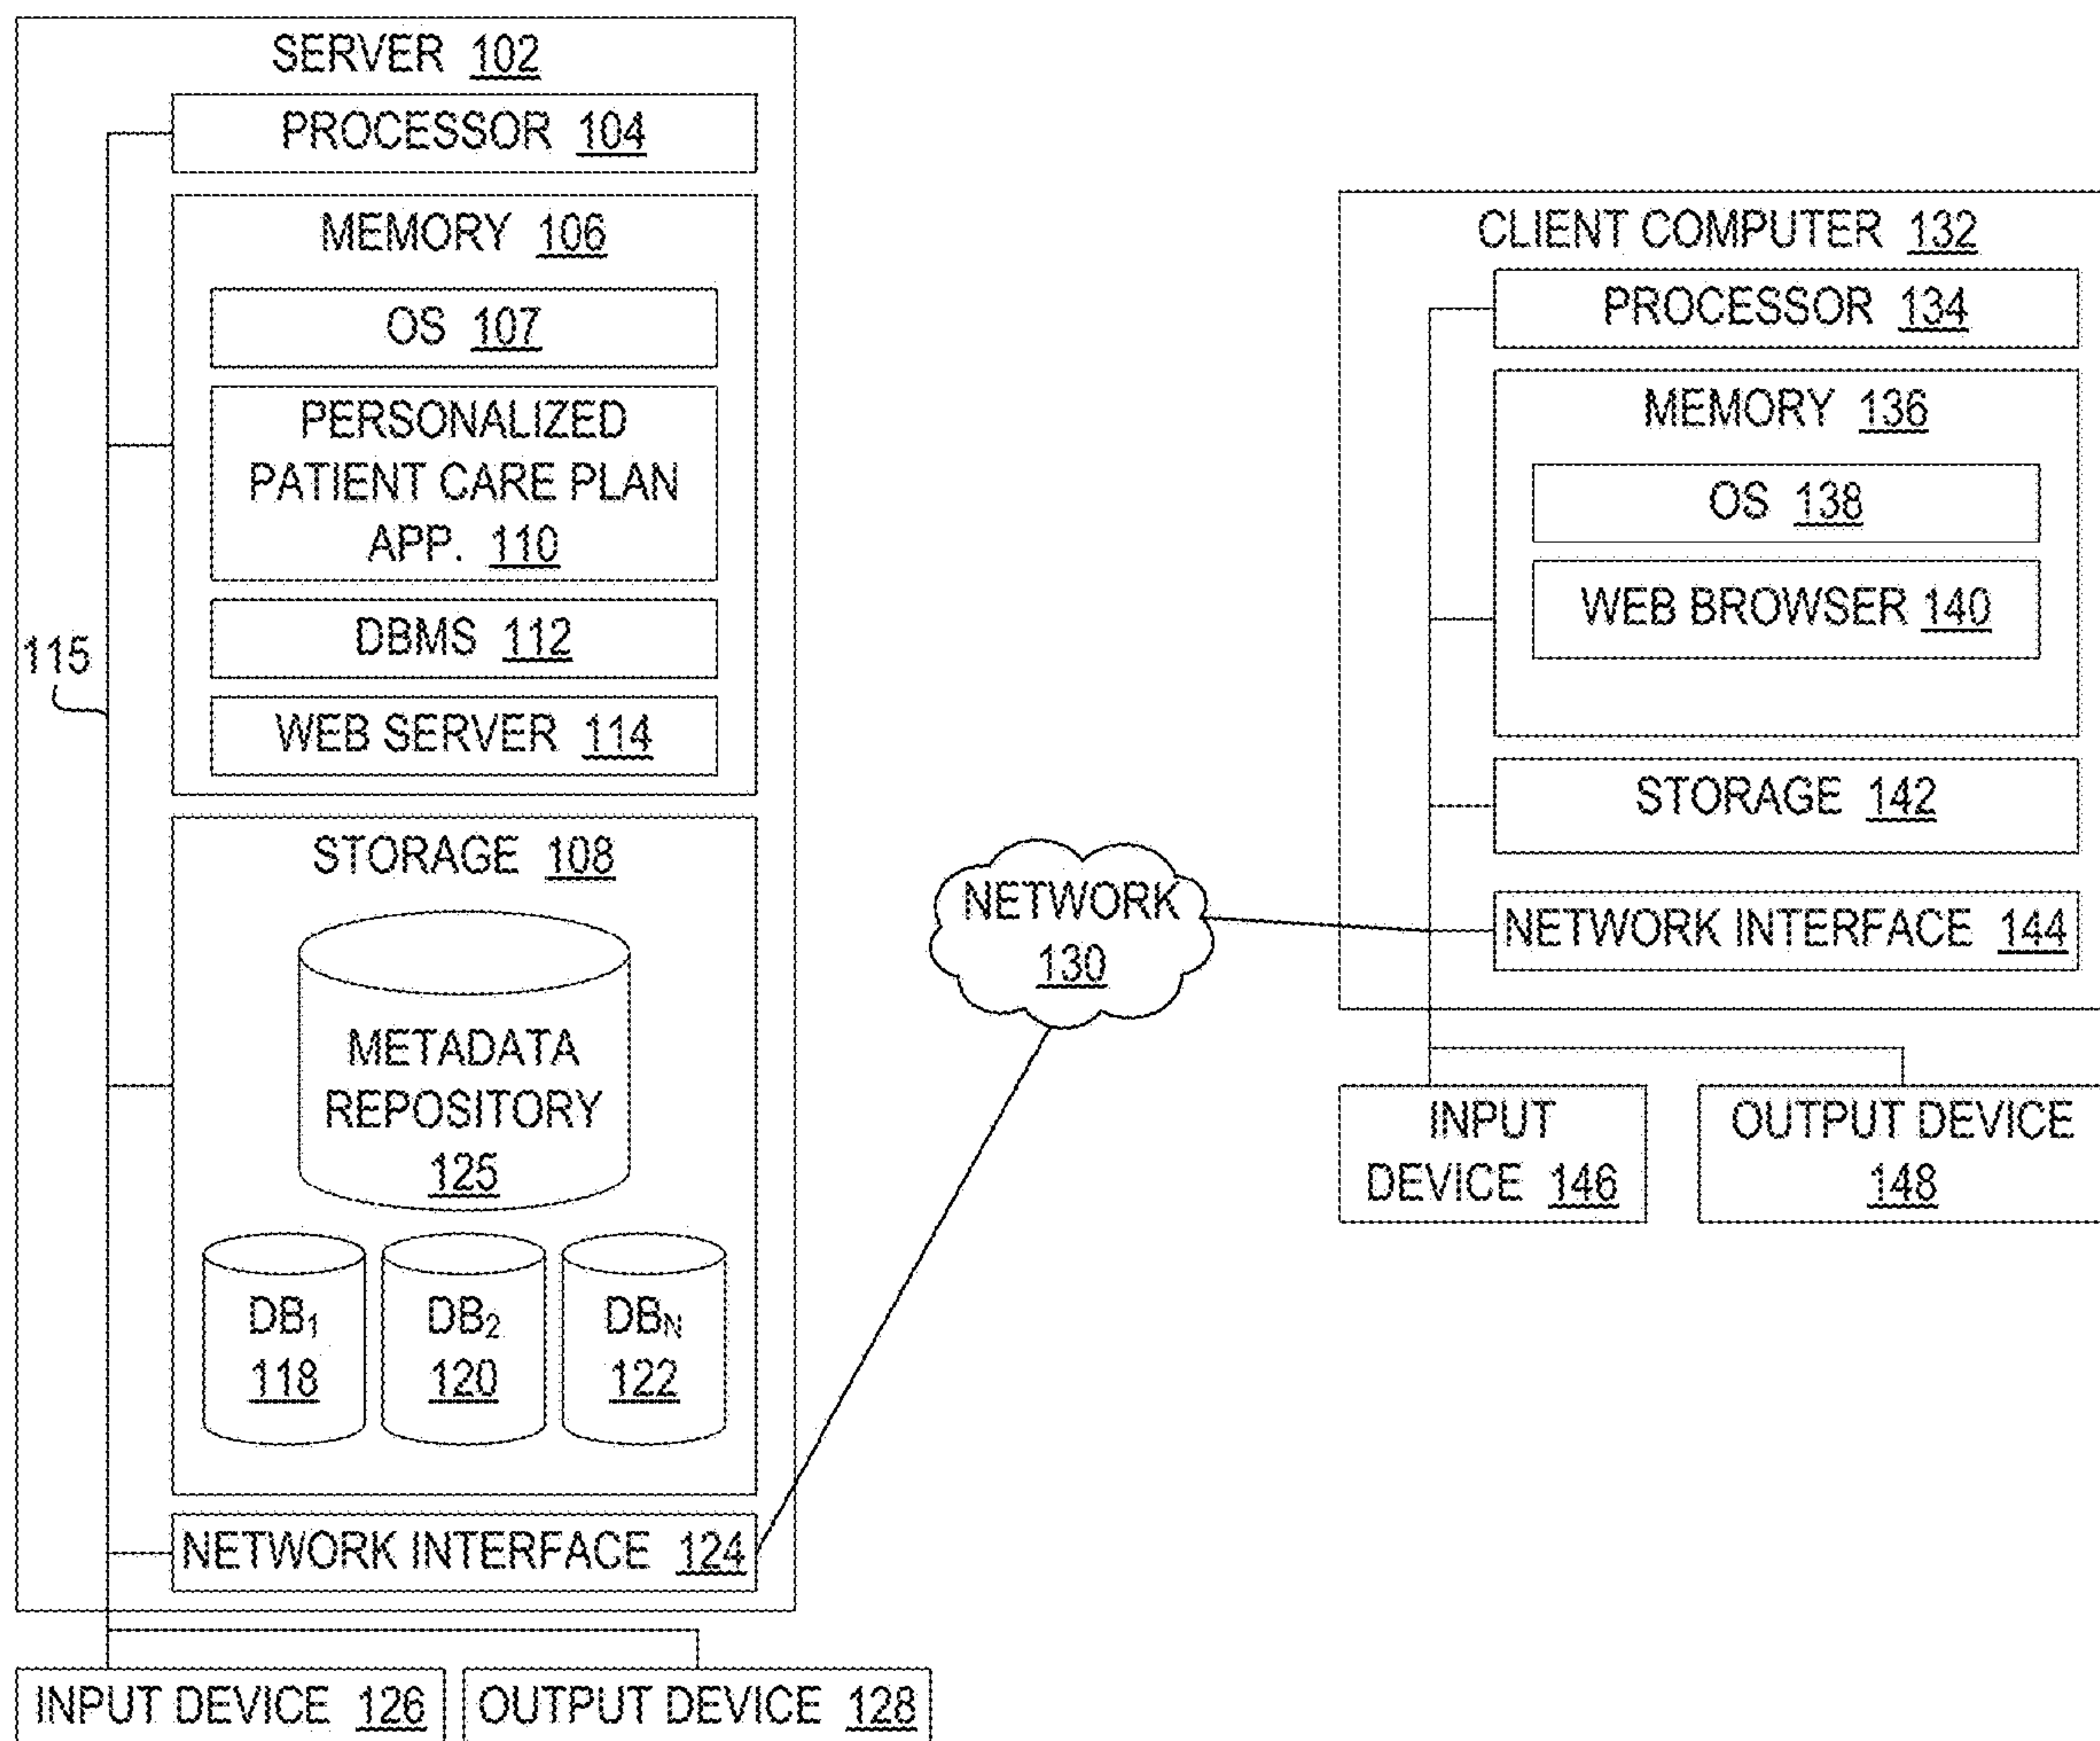 SERVER 102
PROCESSOR 104
MEMORY 106
OS 107
PERSONALIZED
PATIENT CARE PLAN
APP. 110
DBMS 112
WEB SERVER 114
115
STORAGE 108
METADATA
REPOSITORY
125
DB1
118
DB2
120
DBN
122
NETWORK INTERFACE 124
INPUT DEVICE 126
OUTPUT DEVICE 128
NETWORK
130
CLIENT COMPUTER 132
PROCESSOR 134
MEMORY 136
OS 138
WEB BROWSER 140
STORAGE 142
NETWORK INTERFACE 144
INPUT
DEVICE 146
OUTPUT DEVICE
148